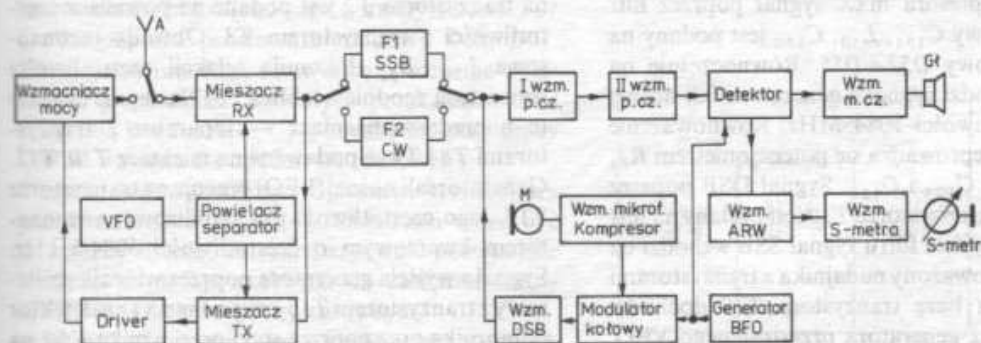 A
F1
SSB
F2
CW
Wzmacniacz
mocy
Mieszacz
RX
I wzm.
p.cz.
II wzm.
p.cz.
Detektor
Wzm.
m.cz.
Gł
VFO
Powielacz
separator
M
Wzm. mikrof.
Kompresor
Wzm.
ARW
Wzm.
S-metra
S-metr
Driver
Mieszacz
TX
Wzm.
DSB
Modulator
kołowy
Generator
BFO